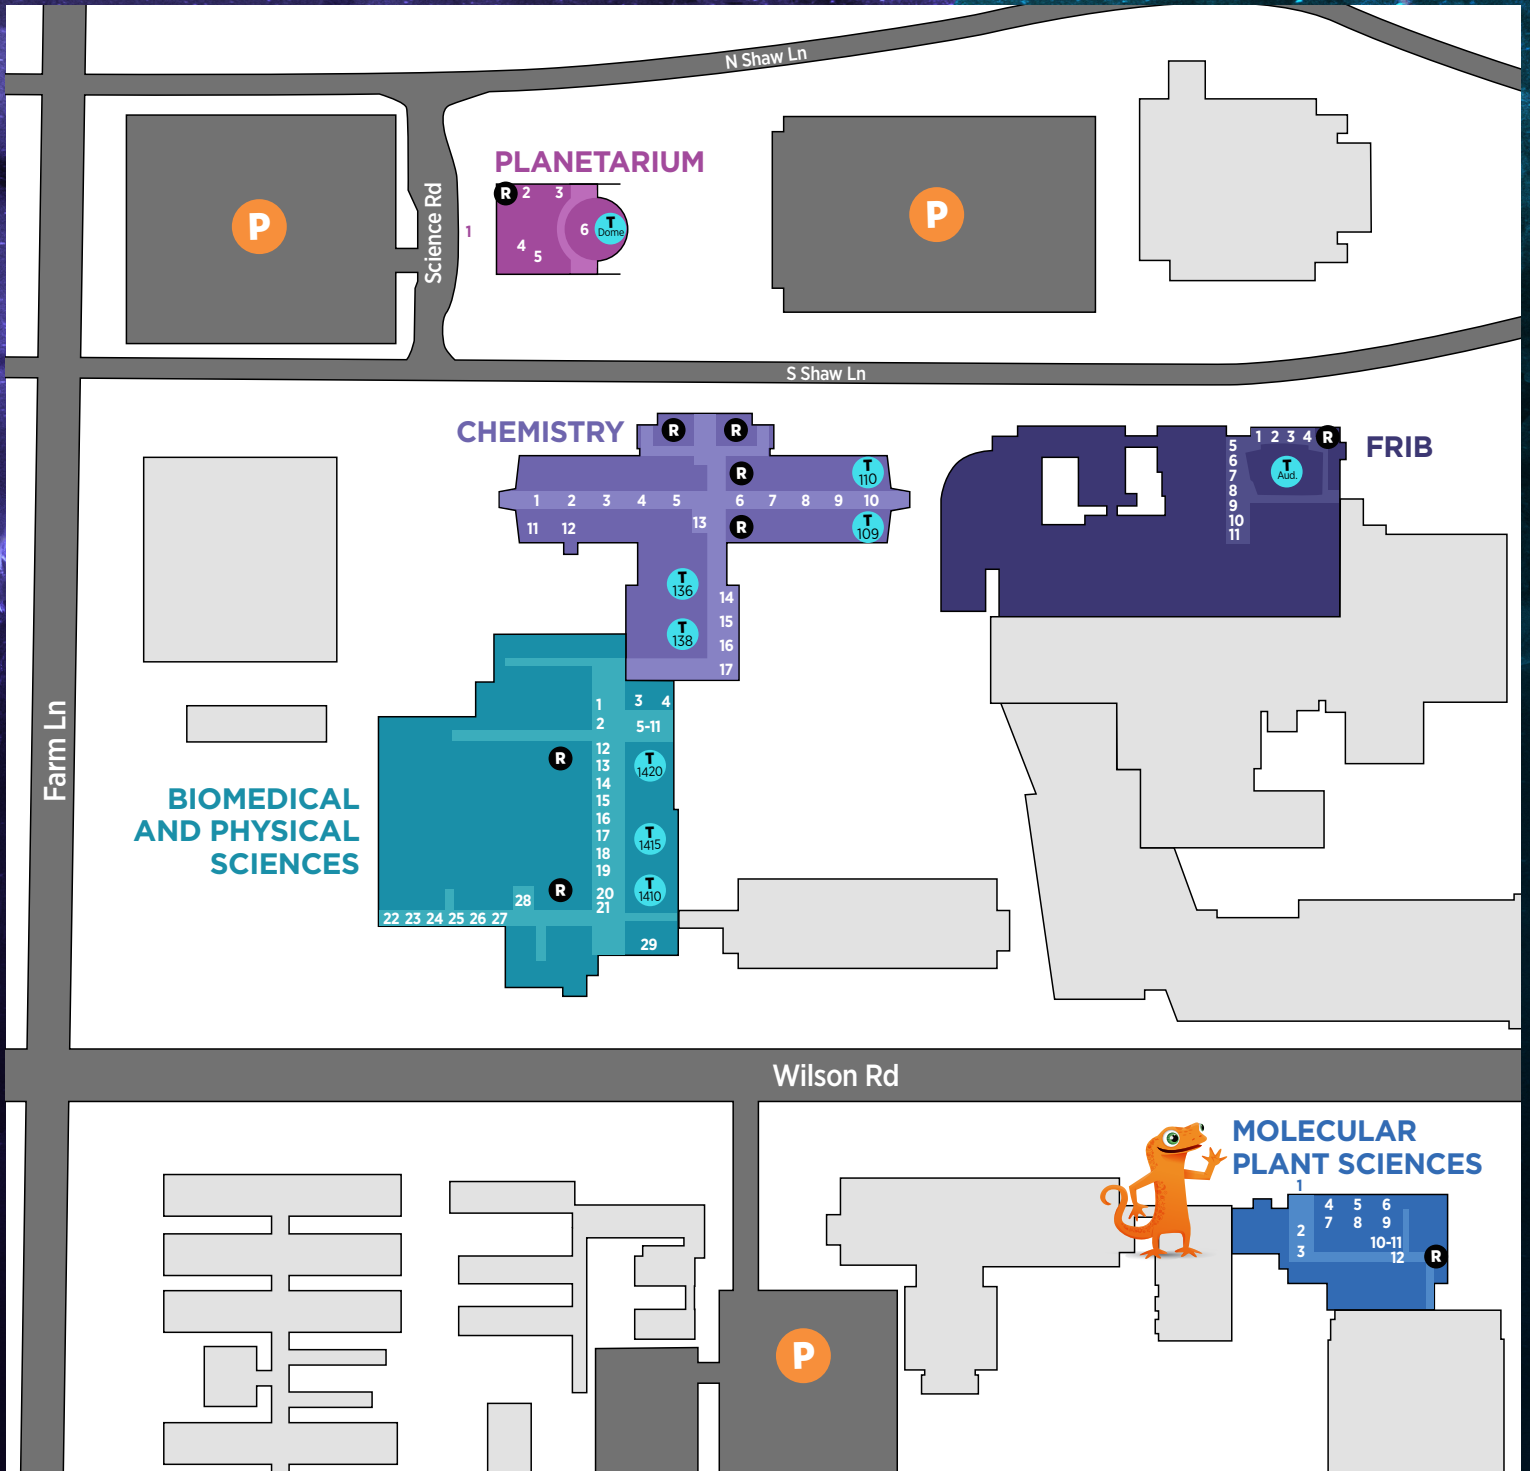 N Shaw Ln
PLANETARIUM
R 2 3
P
P
Science Rd
1
6
T
Dome
4
5
S Shaw Ln
CHEMISTRY
R
R
R
T
110
1 2 3 4 5 6 7 8 9 10
11 12 13
R
T
109
T
136
T
138
14
15
16
17
FRIB
1 2 3 4 R
5
6
7
8
9
10
11
T
Aud.
Farm Ln
BIOMEDICAL
AND PHYSICAL
SCIENCES
1
2
3 4
5-11
R
12
13
14
15
16
17
18
19
20
21
T
1420
T
1415
T
1410
R
28
22 23 24 25 26 27
29
Wilson Rd
MOLECULAR
PLANT SCIENCES
1
4 5 6
7 8 9
2
3
10-11
12
R
P